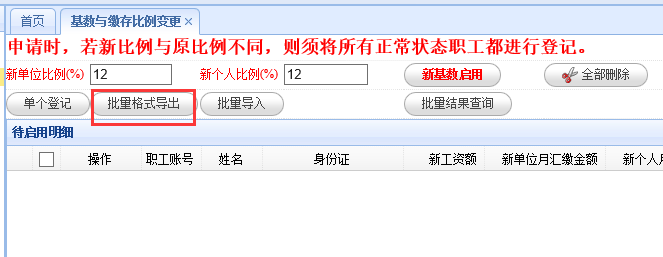 首页 基数与缴存比例变更
申请时，若新比例与原比例不同，则须将所有正常状态职工都进行登记。
新单位比例(%) 12 新个人比例(%) 12 新基数启用 全部删除
单个登记 批量格式导出 批量导入 批量结果查询
待启用明细
操作 职工账号 姓名 身份证 新工资额 新单位月汇缴金额 新个人月